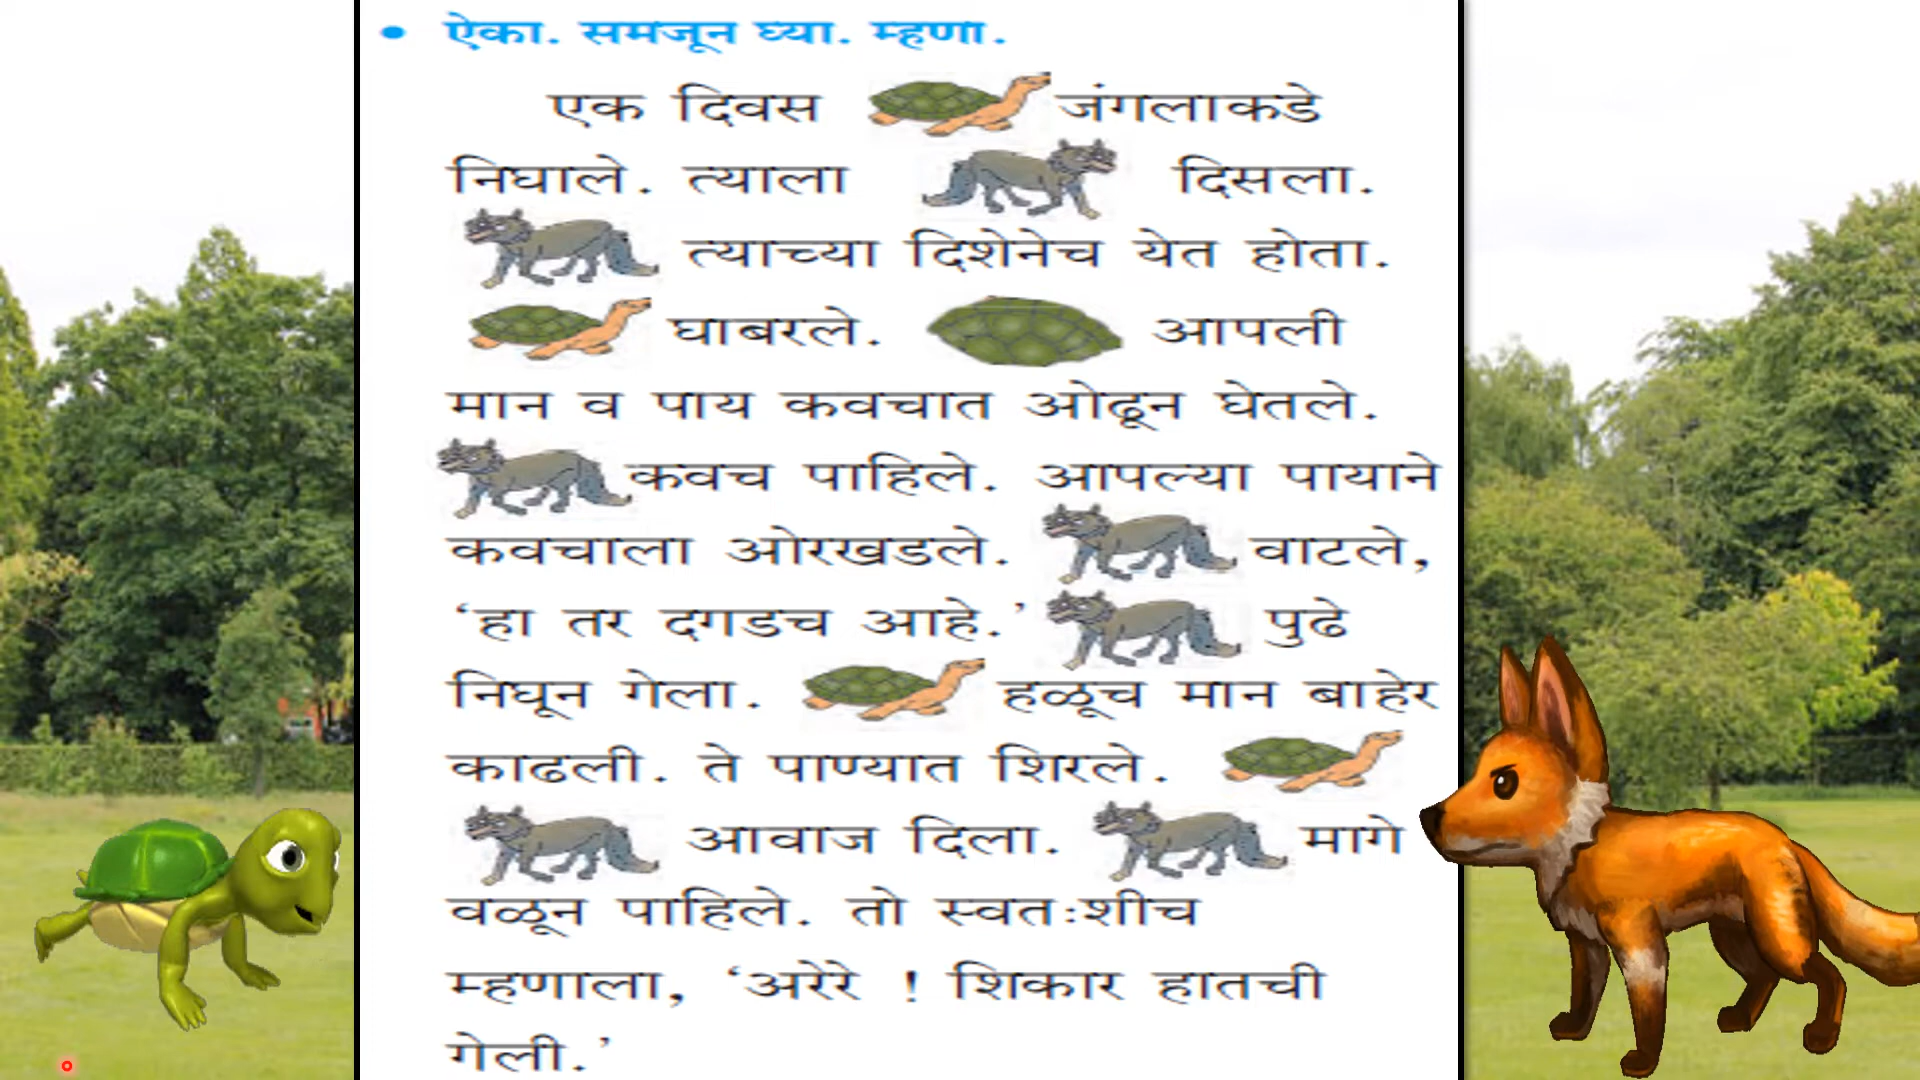 • ऐका. समजून घ्या. म्हणा.
एक दिवस जंगलाकडे
निघाले. त्याला दिसला.
त्याच्या दिशेनेच येत होता.
घाबरले. आपली
मान व पाय कवचात ओढून घेतले.
कवच पाहिले. आपल्या पायाने
कवचाला ओरखडले. वाटले,
‘हा तर दगडच आहे.’ पुढे
निघून गेला. हळूच मान बाहेर
काढली. ते पाण्यात शिरले.
आवाज दिला. मागे
वळून पाहिले. तो स्वतःशीच
म्हणाला, ‘अरेरे ! शिकार हातची
गेली.’